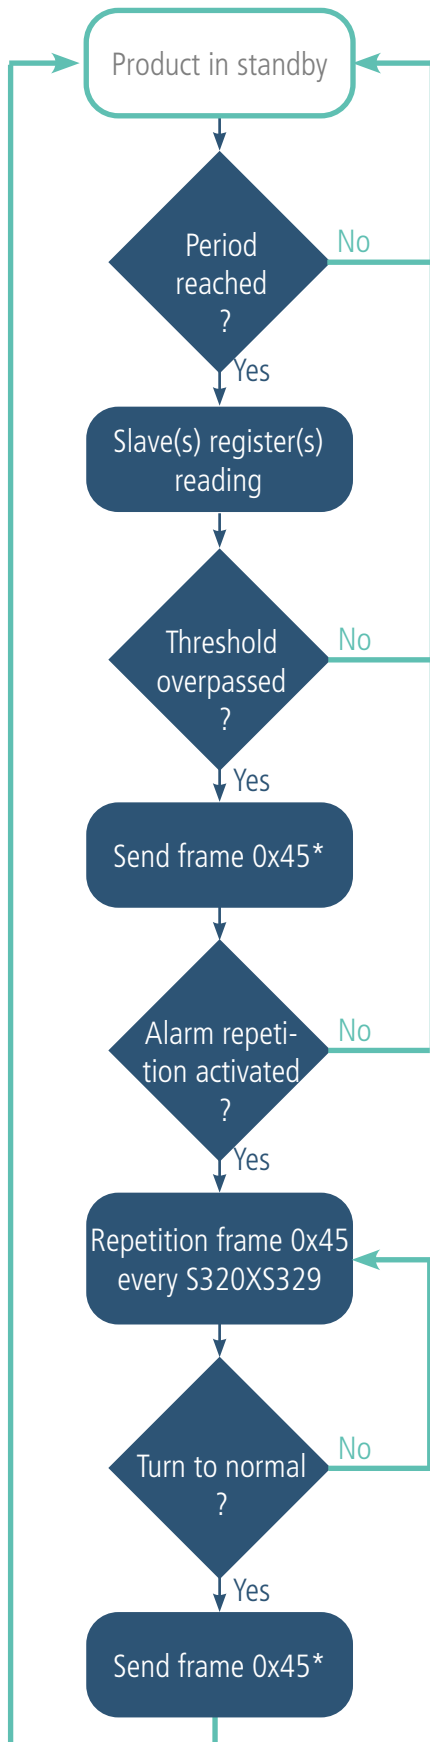 Product in standby
Period
reached
?
No
Yes
Slave(s) register(s)
reading
Threshold
overpassed
?
No
Yes
Send frame 0x45*
Alarm repeti-
tion activated
?
No
Yes
Repetition frame 0x45
every S320XS329
Turn to normal
?
No
Yes
Send frame 0x45*